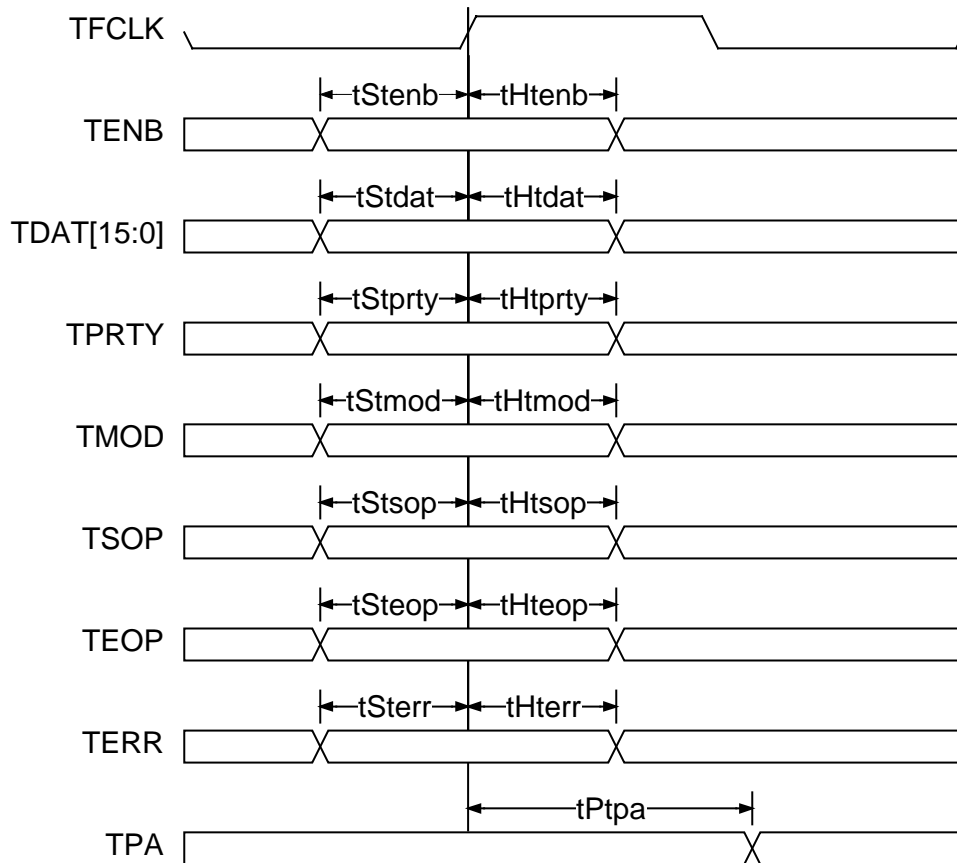 TFCLK
tStenb tHtenb
TENB
tStdat tHtdat
TDAT[15:0]
tStprty tHtprty
TPRTY
tStmod tHtmod
TMOD
tStsop tHtsop
TSOP
tSteop tHteop
TEOP
tSterr tHterr
TERR
tPtpa
TPA